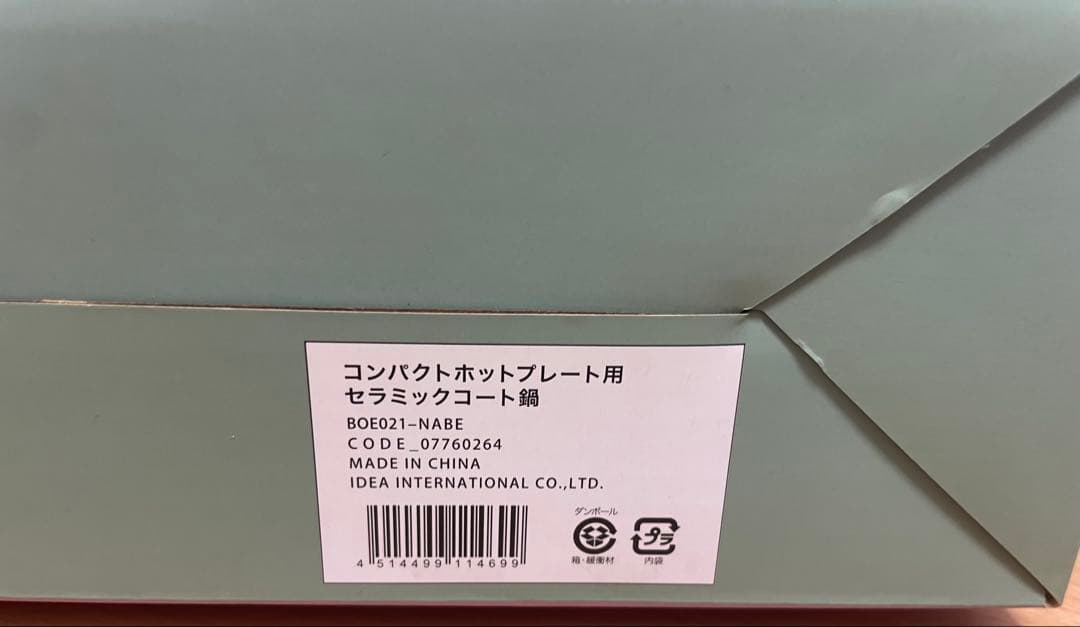 コンパクトホットプレート用
セラミックコート鍋
BOE021-NABE
CODE_07760264
MADE IN CHINA
IDEA INTERNATIONAL CO.,LTD.
4 514499 114699
ダンボール
箱・緩衝材
プラ
内袋